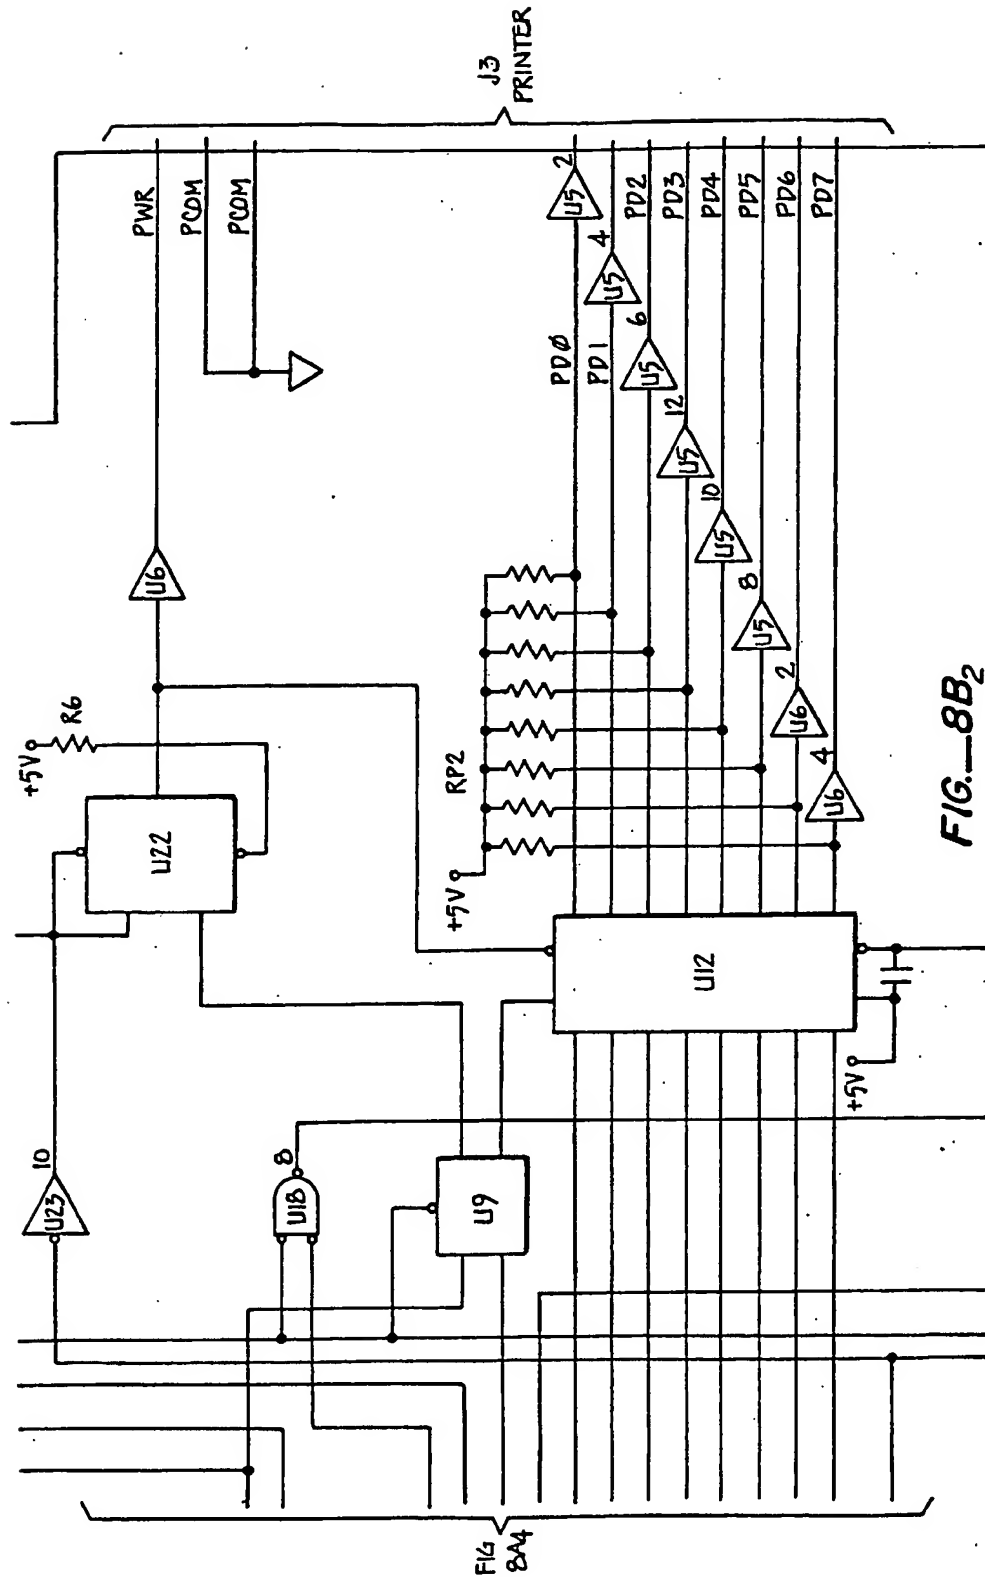 J3
PRINTER
PWR
PCOM
PCOM
2
U5
4
U5
PD2
6
U5
PD3
12
U5
PD4
10
U5
PD5
8
U5
PD6
2
U6
PD7
4
U6
PDØ
PD1
U6
+5V
R6
U22
+5V
RP2
U12
+5V
10
U23
8
U18
U9
FIG
8A4
FIG.__8B2